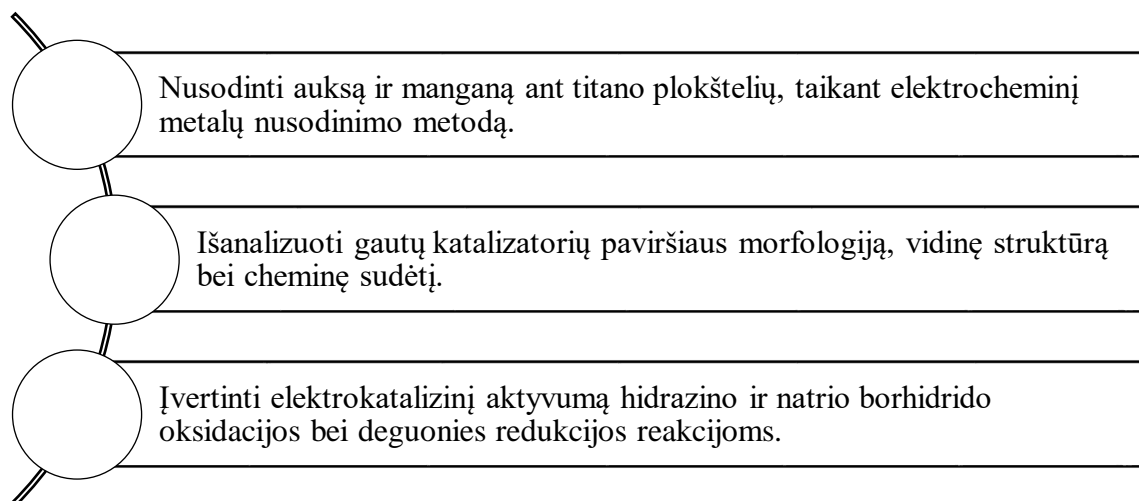 Nusodinti auksą ir manganą ant titano plokštelių, taikant elektrocheminį
metalų nusodinimo metodą.
Išanalizuoti gautų katalizatorių paviršiaus morfologiją, vidinę struktūrą
bei cheminę sudėtį.
Įvertinti elektrokatalizinį aktyvumą hidrazino ir natrio borhidrido
oksidacijos bei deguonies redukcijos reakcijoms.